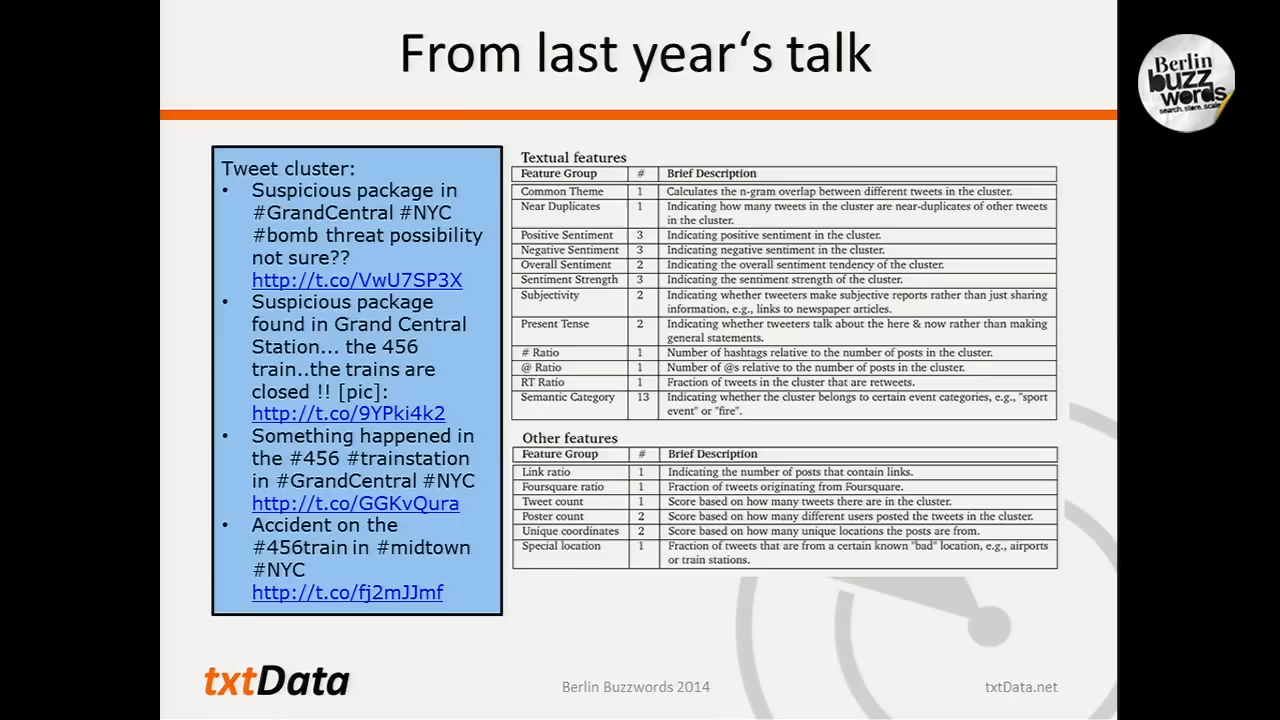 From last year‘s talk
Berlin
buzz
words
search. store. scale.
Tweet cluster:
• Suspicious package in
#GrandCentral #NYC
#bomb threat possibility
not sure??
http://t.co/VwU7SP3X
• Suspicious package
found in Grand Central
Station... the 456
train..the trains are
closed !! [pic]:
http://t.co/9YPki4k2
• Something happened in
the #456 #trainstation
in #GrandCentral #NYC
http://t.co/GGKvQura
• Accident on the
#456train in #midtown
#NYC
http://t.co/fj2mJJmf
Textual features
Feature Group # Brief Description
Common Theme 1 Calculates the n-gram overlap between different tweets in the cluster.
Near Duplicates 1 Indicating how many tweets in the cluster are near-duplicates of other tweets
in the cluster.
Positive Sentiment 3 Indicating positive sentiment in the cluster.
Negative Sentiment 3 Indicating negative sentiment in the cluster.
Overall Sentiment 2 Indicating the overall sentiment tendency of the cluster.
Sentiment Strength 3 Indicating the sentiment strength of the cluster.
Subjectivity 2 Indicating whether tweeters make subjective reports rather than just sharing
information, e.g., links to newspaper articles.
Present Tense 2 Indicating whether tweeters talk about the here & now rather than making
general statements.
# Ratio 1 Number of hashtags relative to the number of posts in the cluster.
@ Ratio 1 Number of @s relative to the number of posts in the cluster.
RT Ratio 1 Fraction of tweets in the cluster that are retweets.
Semantic Category 13 Indicating whether the cluster belongs to certain event categories, e.g., "sport
event" or "fire".
Other features
Feature Group # Brief Description
Link ratio 1 Indicating the number of posts that contain links.
Foursquare ratio 1 Fraction of tweets originating from Foursquare.
Tweet count 1 Score based on how many tweets there are in the cluster.
Poster count 2 Score based on how many different users posted the tweets in the cluster.
Unique coordinates 2 Score based on how many unique locations the posts are from.
Special location 1 Fraction of tweets that are from a certain known "bad" location, e.g., airports
or train stations.
txtData
Berlin Buzzwords 2014
txtData.net